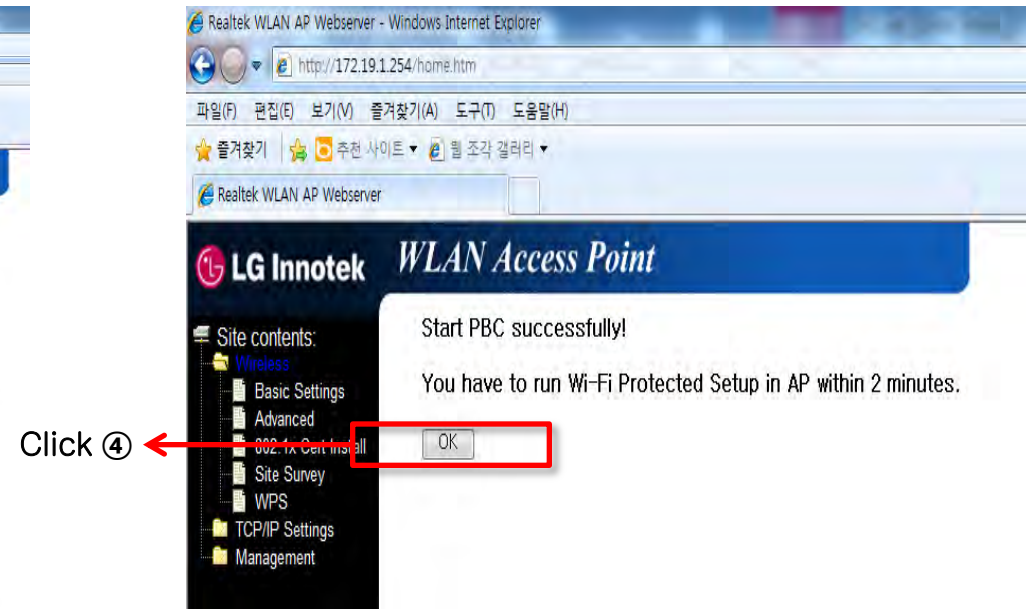 Realtek WLAN AP Webserver - Windows Internet Explorer
http://172.19.1.254/home.htm
파일(F) 편집(E) 보기(V) 즐겨찾기(A) 도구(T) 도움말(H)
즐겨찾기 추천 사이트 ▼ 웹 조각 갤러리 ▼
Realtek WLAN AP Webserver
LG Innotek WLAN Access Point
Site contents:
Wireless
Basic Settings
Advanced
802.1x Cert Install
Site Survey
WPS
TCP/IP Settings
Management
Start PBC successfully!
You have to run Wi-Fi Protected Setup in AP within 2 minutes.
OK
Click ④